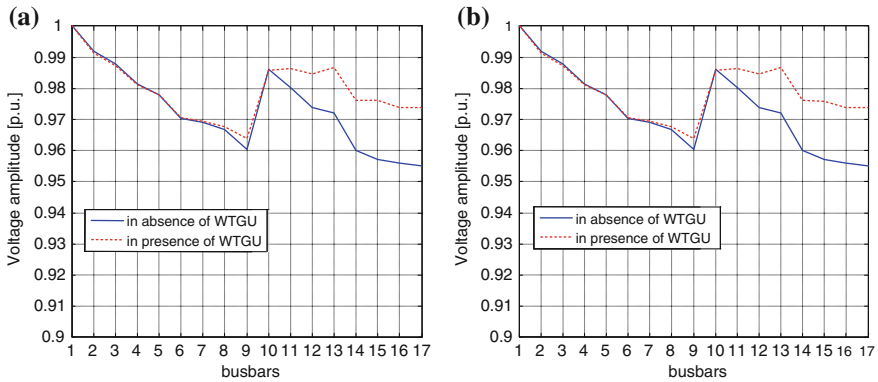 (a)
Voltage amplitude [p.u.]
1
0.99
0.98
0.97
0.96
0.95
0.94
0.93
0.92
0.91
0.9
in absence of WTGU
in presence of WTGU
1 2 3 4 5 6 7 8 9 10 11 12 13 14 15 16 17
busbars
(b)
Voltage amplitude [p.u.]
1
0.99
0.98
0.97
0.96
0.95
0.94
0.93
0.92
0.91
0.9
in absence of WTGU
in presence of WTGU
1 2 3 4 5 6 7 8 9 10 11 12 13 14 15 16 17
busbars